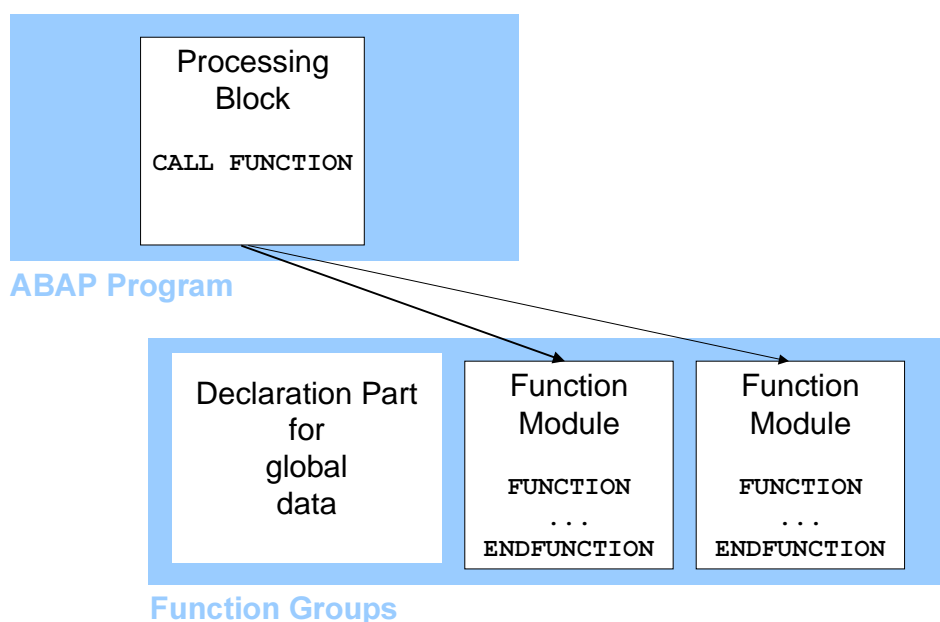 Processing
Block
CALL FUNCTION
ABAP Program
Declaration Part
for
global
data
Function
Module
FUNCTION
...
ENDFUNCTION
Function
Module
FUNCTION
...
ENDFUNCTION
Function Groups